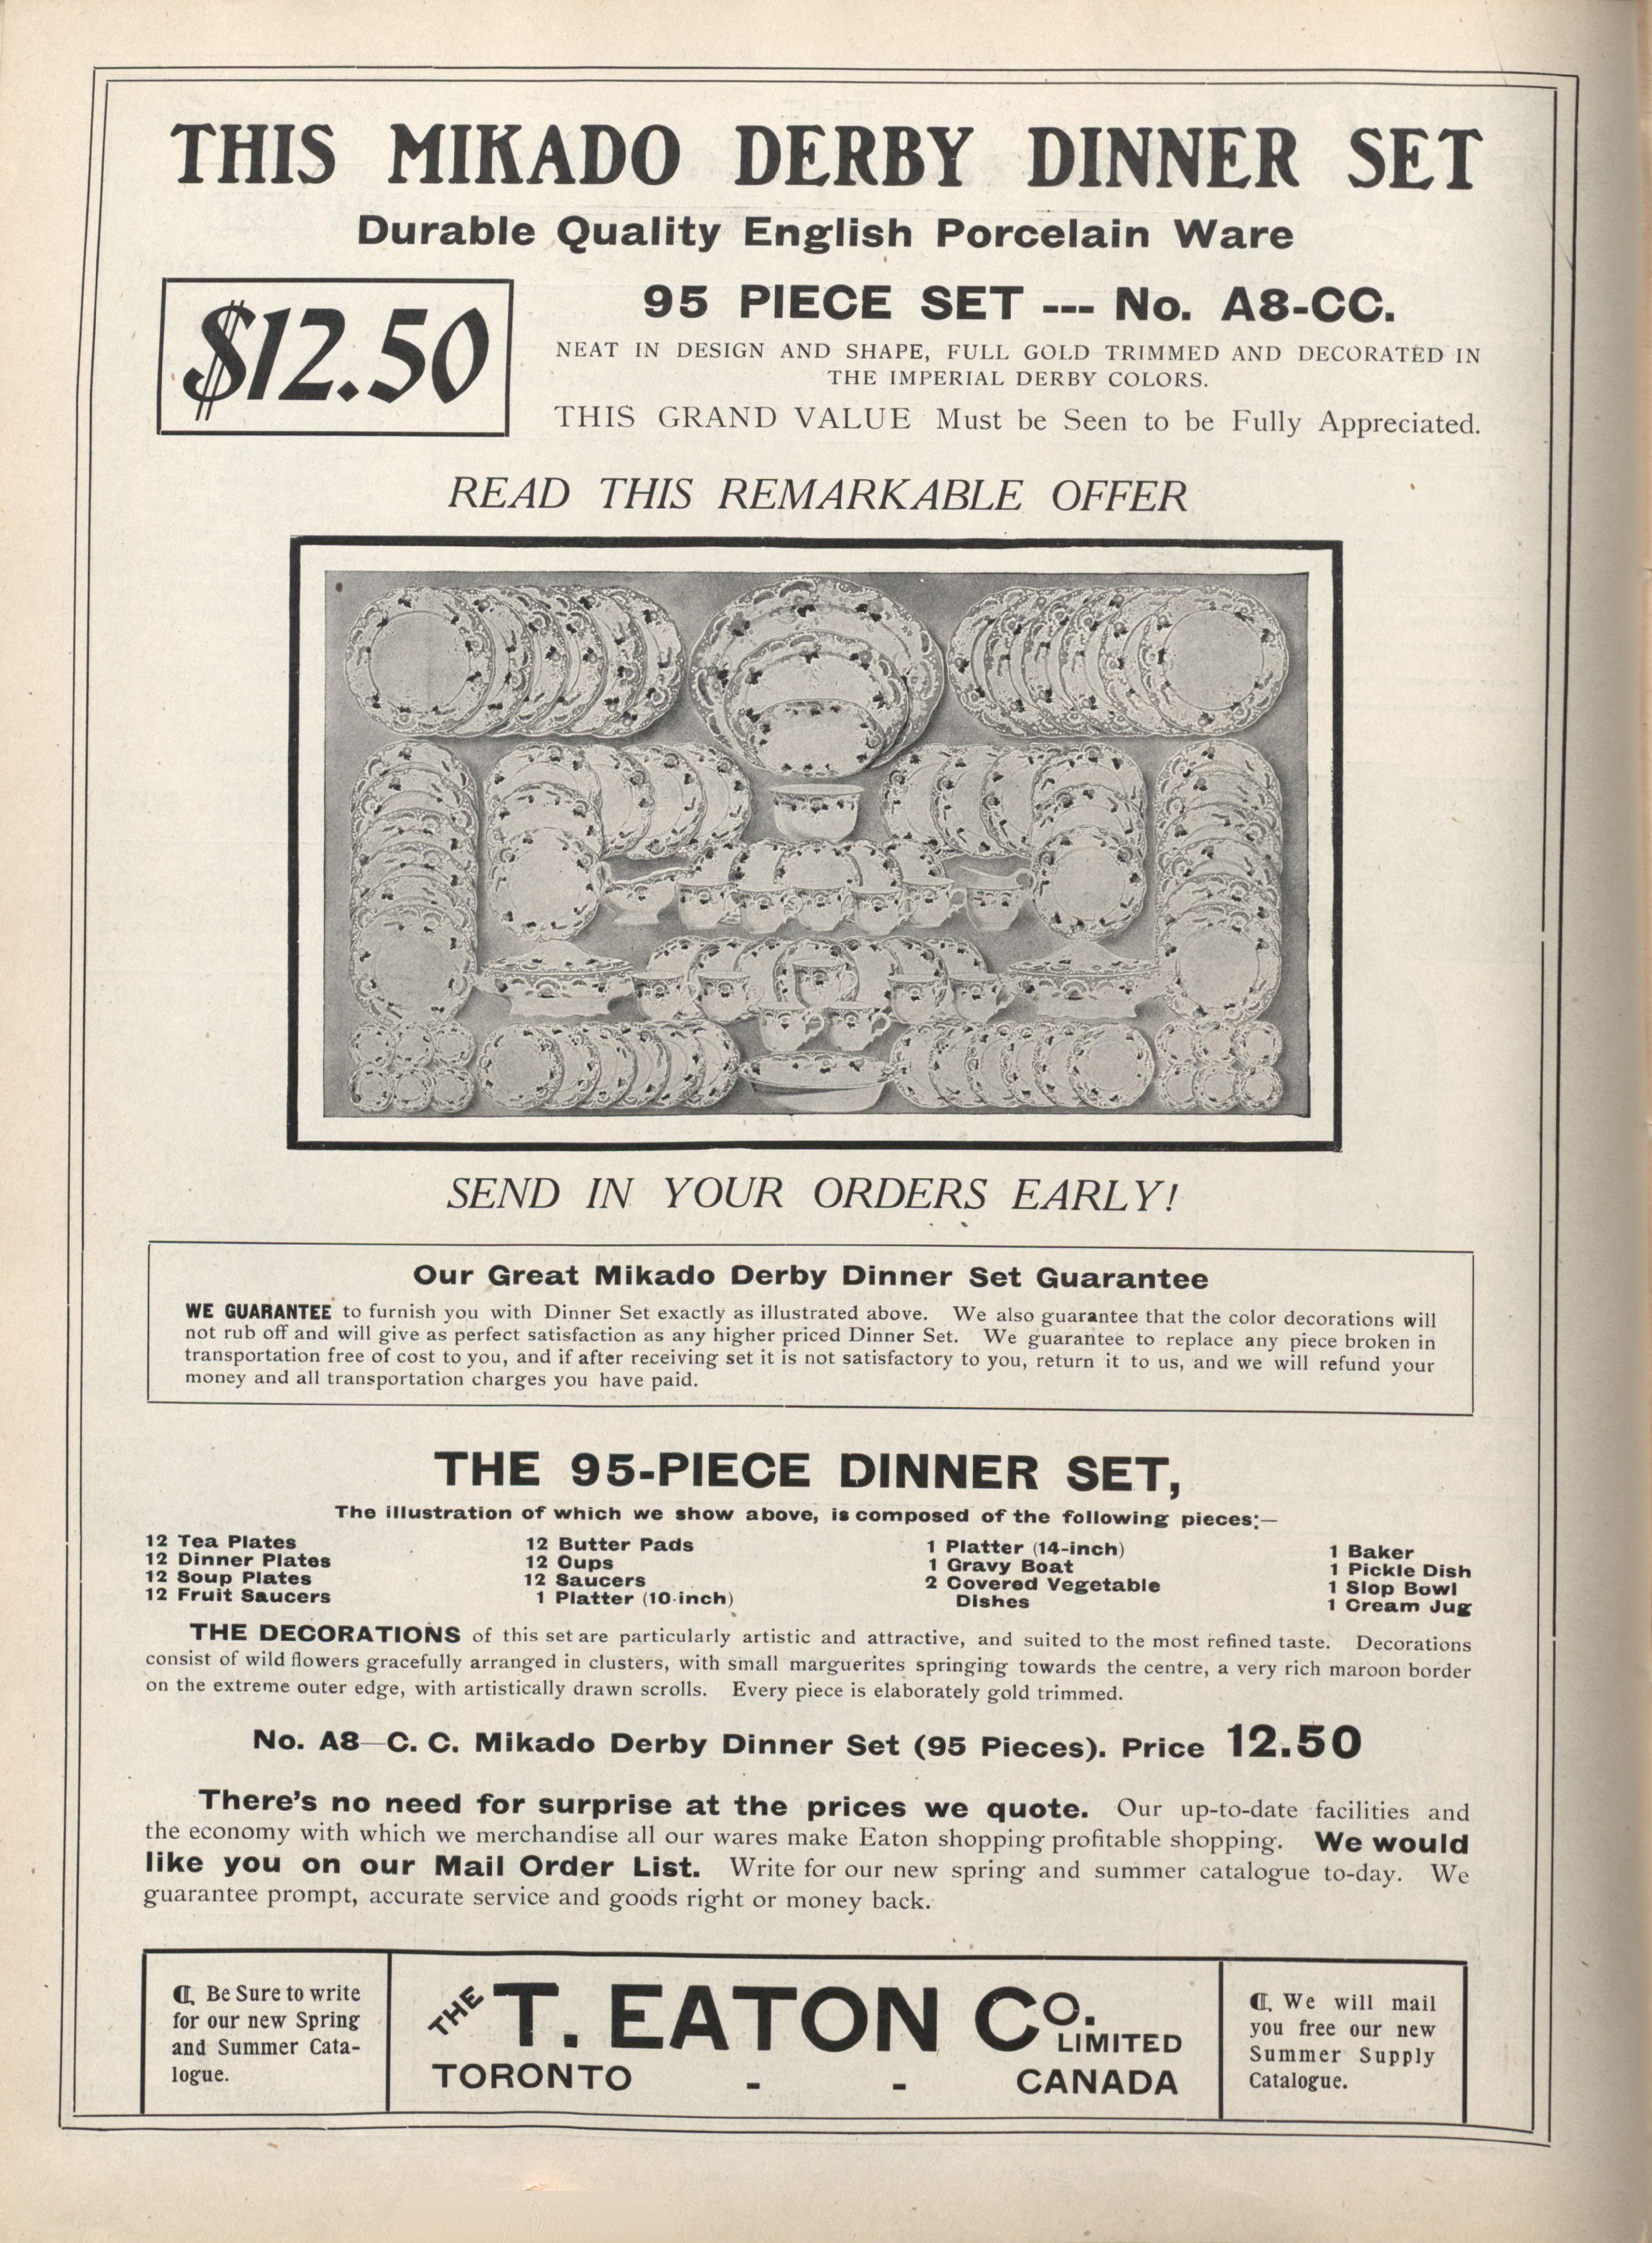 THIS MIKADO DERBY DINNER SET
Durable Quality English Porcelain Ware
$12.50
95 PIECE SET --- No. A8-CC.
NEAT IN DESIGN AND SHAPE, FULL GOLD TRIMMED AND DECORATED IN
THE IMPERIAL DERBY COLORS.
THIS GRAND VALUE Must be Seen to be Fully Appreciated.
READ THIS REMARKABLE OFFER
SEND IN YOUR ORDERS EARLY!
Our Great Mikado Derby Dinner Set Guarantee
WE GUARANTEE to furnish you with Dinner Set exactly as illustrated above. We also guarantee that the color decorations will
not rub off and will give as perfect satisfaction as any higher priced Dinner Set. We guarantee to replace any piece broken in
transportation free of cost to you, and if after receiving set it is not satisfactory to you, return it to us, and we will refund your
money and all transportation charges you have paid.
THE 95-PIECE DINNER SET,
The illustration of which we show above, is composed of the following pieces:—
12 Tea Plates
12 Dinner Plates
12 Soup Plates
12 Fruit Saucers
12 Butter Pads
12 Cups
12 Saucers
1 Platter (10-inch)
1 Platter (14-inch)
1 Gravy Boat
2 Covered Vegetable
Dishes
1 Baker
1 Pickle Dish
1 Slop Bowl
1 Cream Jug
THE DECORATIONS of this set are particularly artistic and attractive, and suited to the most refined taste. Decorations
consist of wild flowers gracefully arranged in clusters, with small marguerites springing towards the centre, a very rich maroon border
on the extreme outer edge, with artistically drawn scrolls. Every piece is elaborately gold trimmed.
No. A8—C. C. Mikado Derby Dinner Set (95 Pieces). Price 12.50
There's no need for surprise at the prices we quote. Our up-to-date facilities and
the economy with which we merchandise all our wares make Eaton shopping profitable shopping. We would
like you on our Mail Order List. Write for our new spring and summer catalogue to-day. We
guarantee prompt, accurate service and goods right or money back.
¶ Be Sure to write
for our new Spring
and Summer Cata-
logue.
THE T. EATON CO. LIMITED
TORONTO - - CANADA
¶ We will mail
you free our new
Summer Supply
Catalogue.